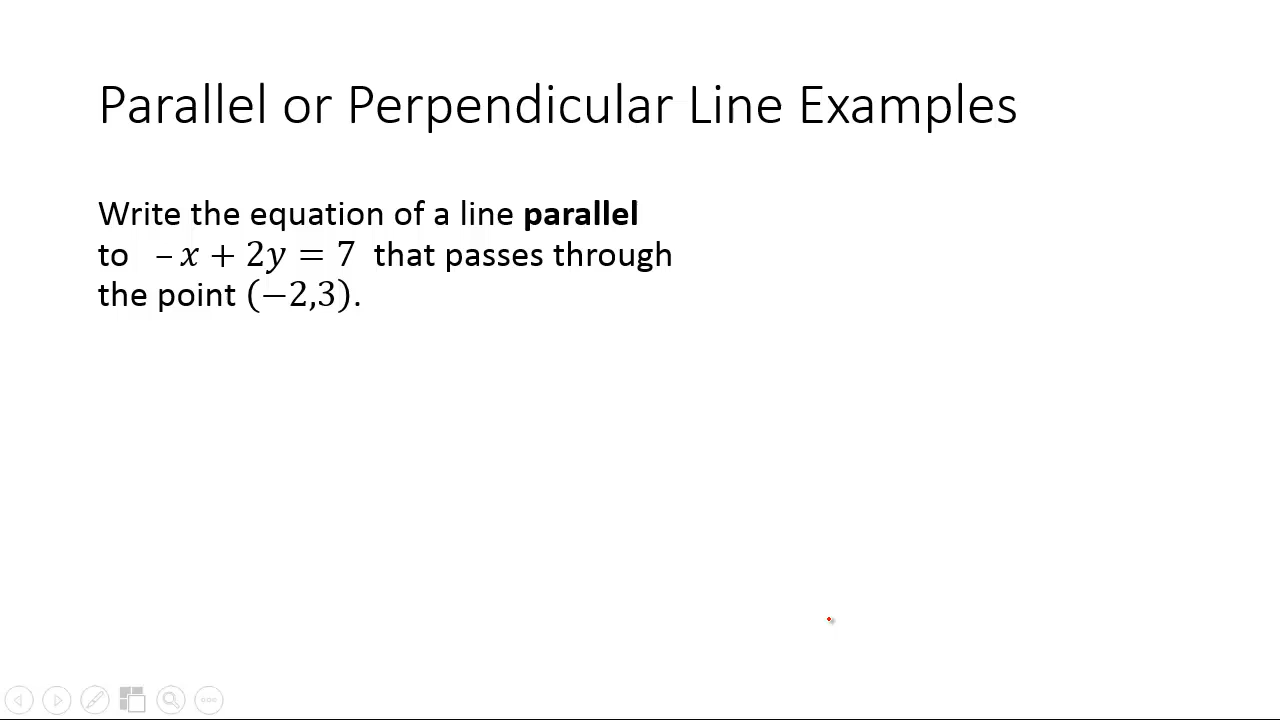 Parallel or Perpendicular Line Examples
Write the equation of a line parallel
to – x + 2y = 7 that passes through
the point (−2,3).